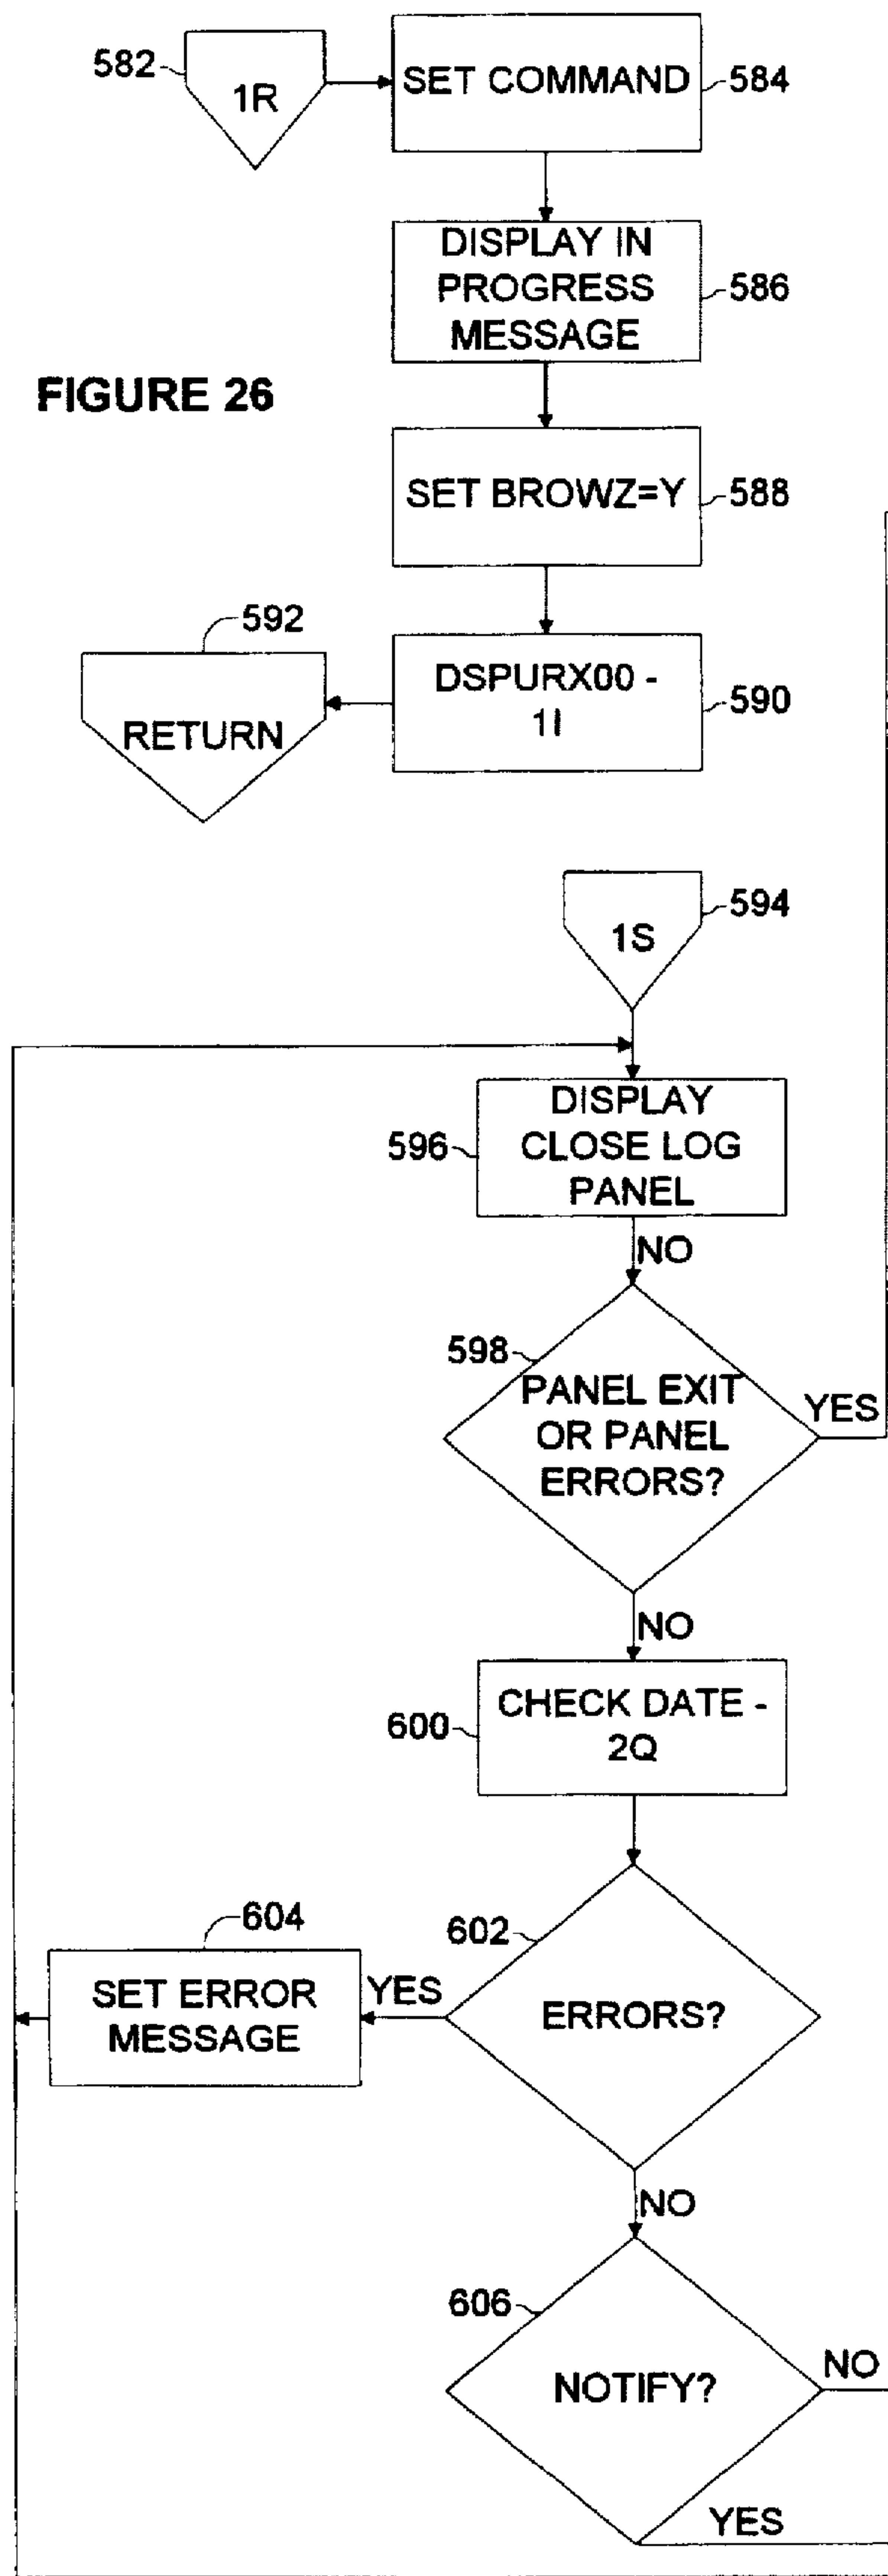 582
1R
SET COMMAND
584
DISPLAY IN
PROGRESS
MESSAGE
586
FIGURE 26
SET BROWZ=Y
588
592
RETURN
DSPURX00 -
1I
590
594
1S
596
DISPLAY
CLOSE LOG
PANEL
NO
598
PANEL EXIT
OR PANEL
ERRORS?
YES
NO
600
CHECK DATE -
2Q
604
602
SET ERROR
MESSAGE
YES
ERRORS?
NO
606
NOTIFY?
NO
YES